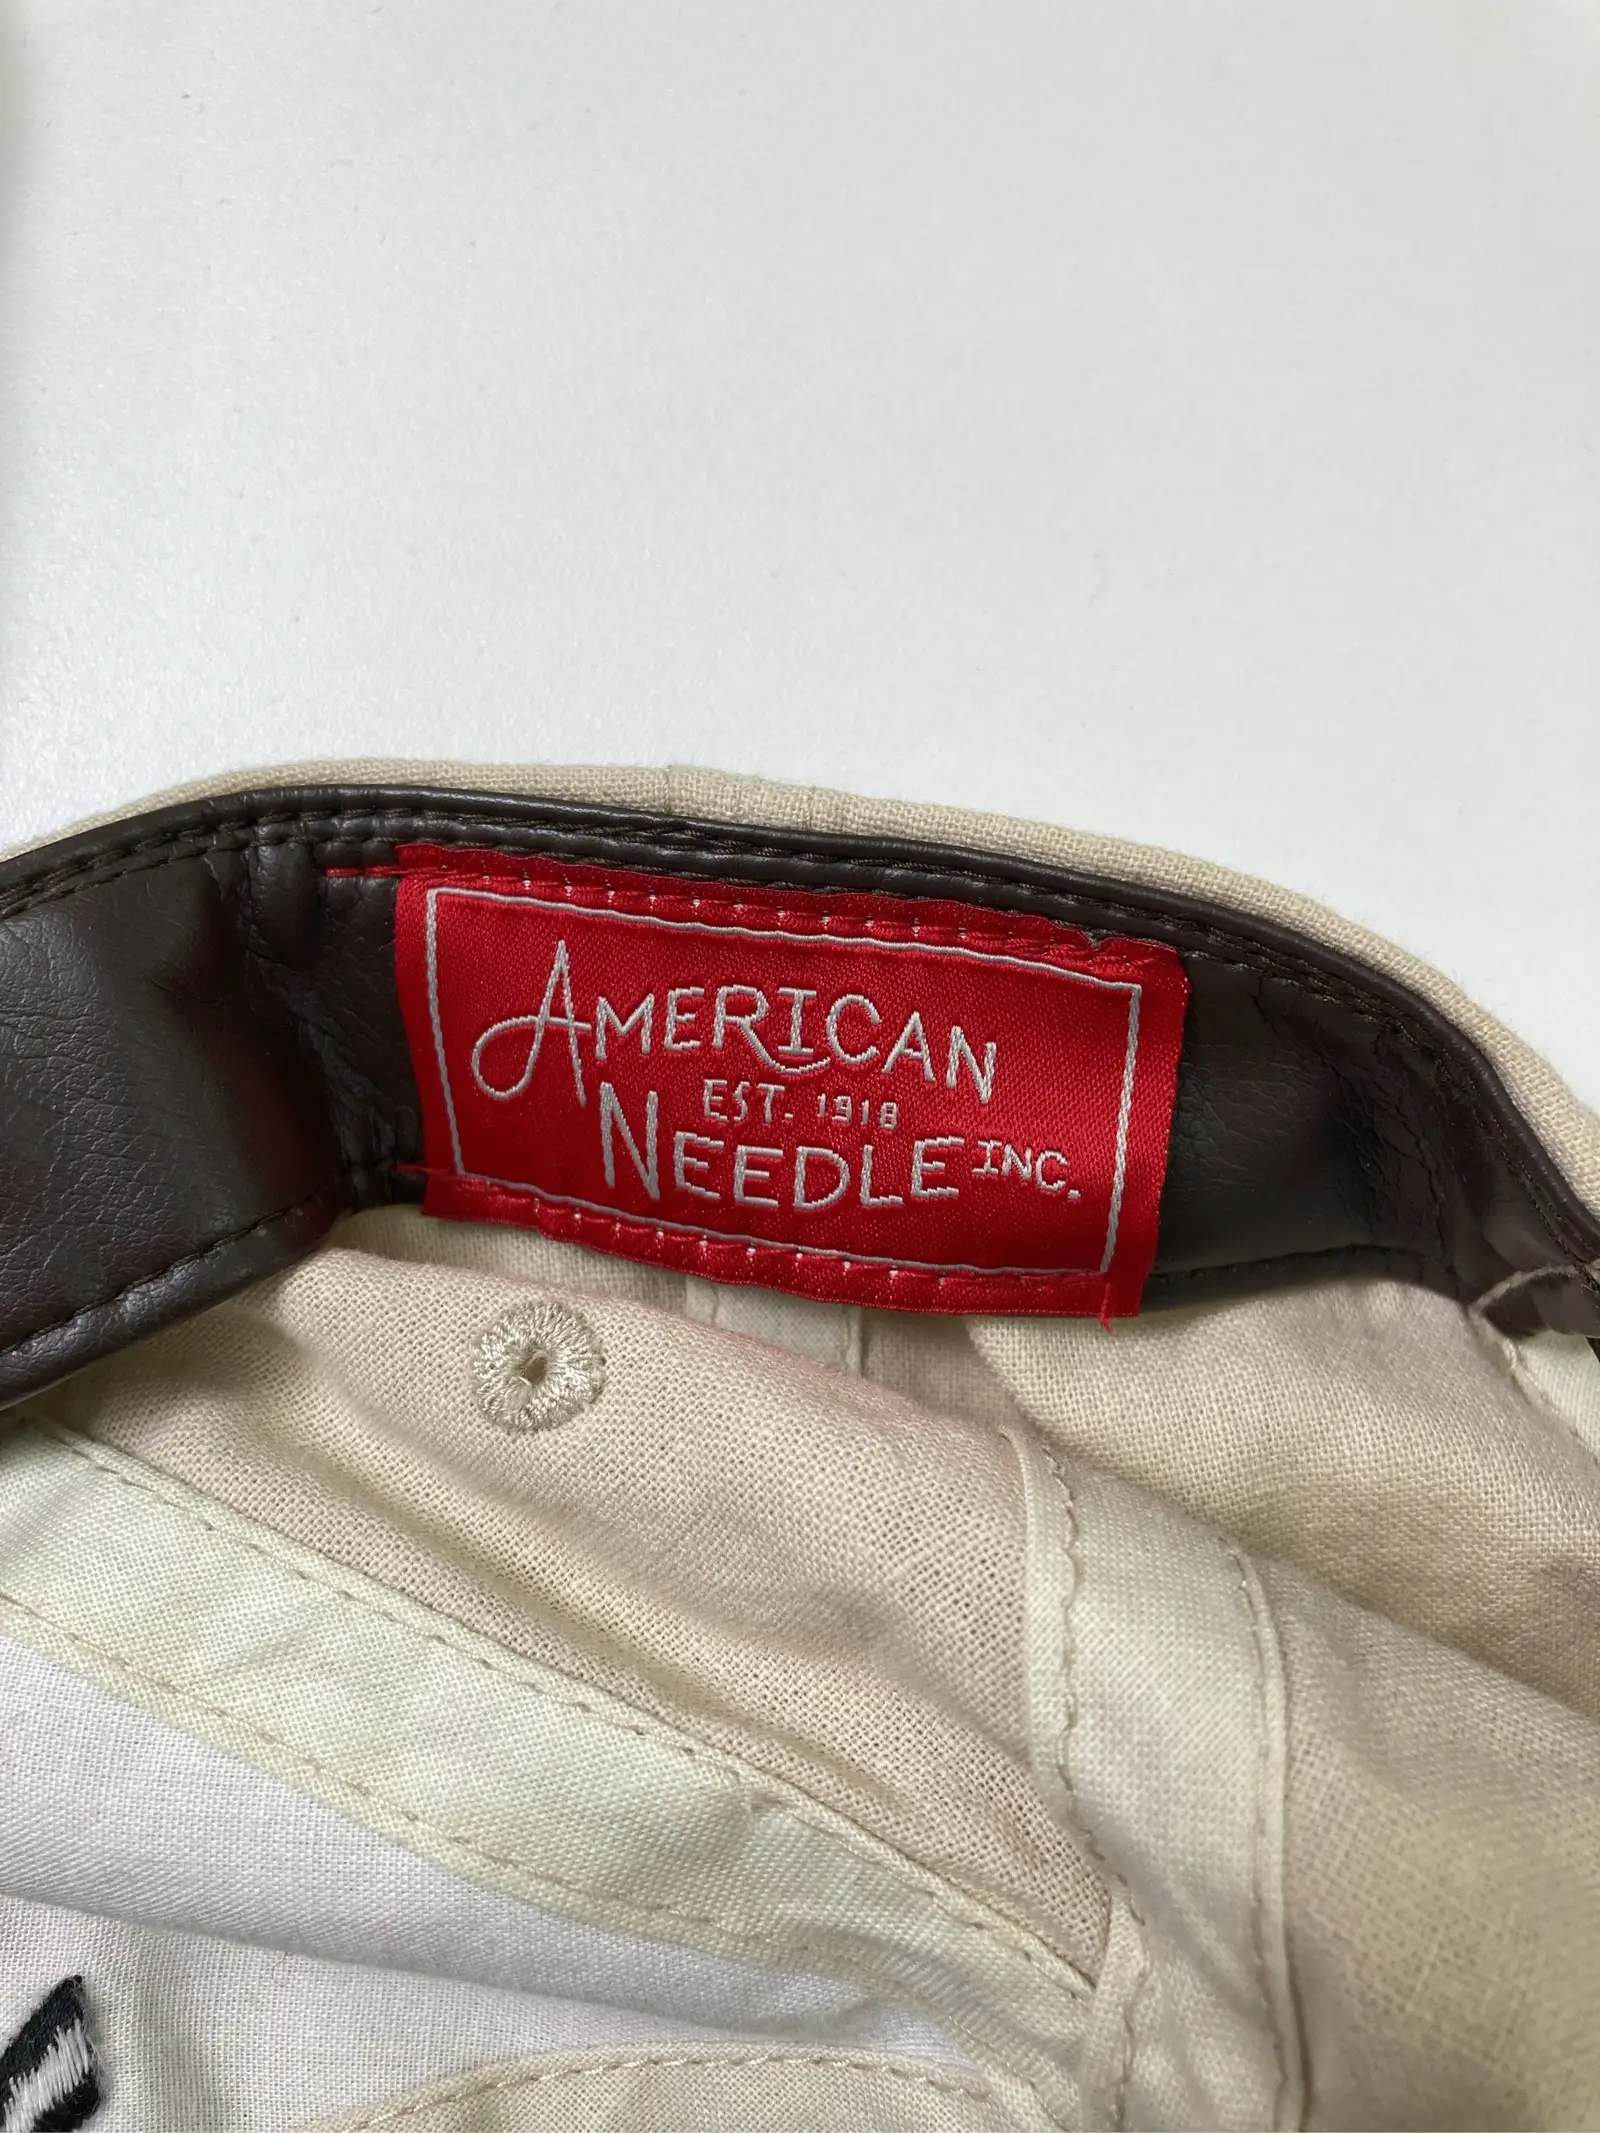 AMERICAN
EST. 1918
NEEDLE INC.